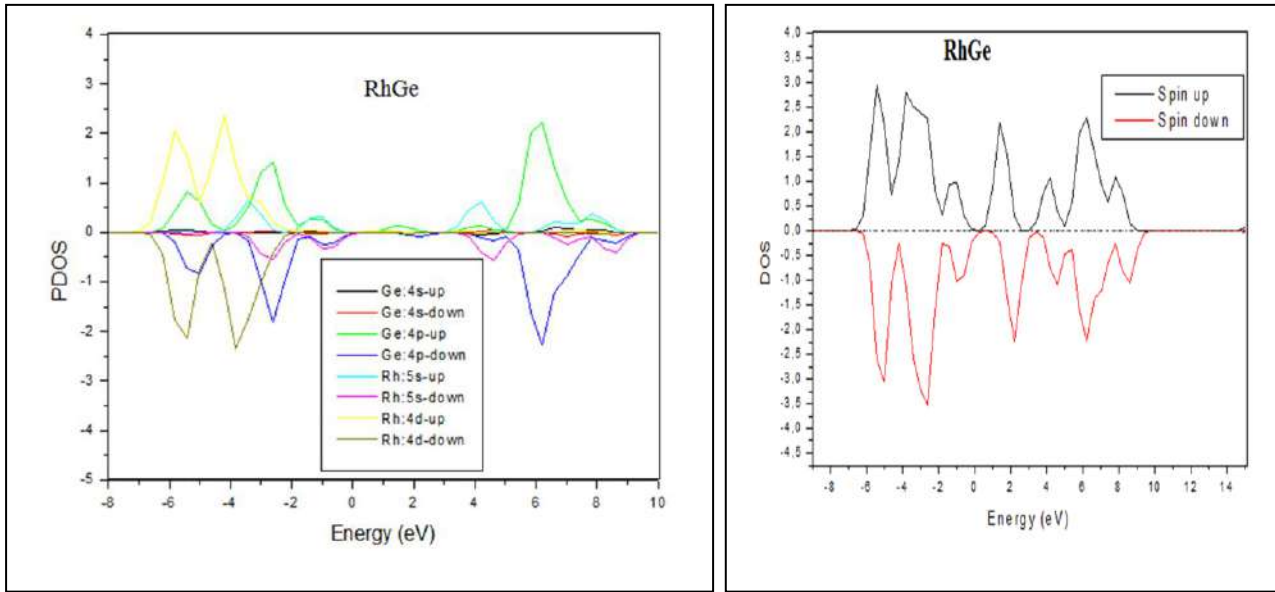 4
3
2
1
0
-1
-2
-3
-4
-5
PDOS
RhGe
Ge:4s-up
Ge:4s-down
Ge:4p-up
Ge:4p-down
Rh:5s-up
Rh:5s-down
Rh:4d-up
Rh:4d-down
-8 -6 -4 -2 0 2 4 6 8 10
Energy (eV)
4,0
3,5
3,0
2,5
2,0
1,5
1,0
0,5
0,0
-0,5
-1,0
-1,5
-2,0
-2,5
-3,0
-3,5
-4,0
-4,5
DOS
RhGe
Spin up
Spin down
-8 -6 -4 -2 0 2 4 6 8 10 12 14
Energy (eV)